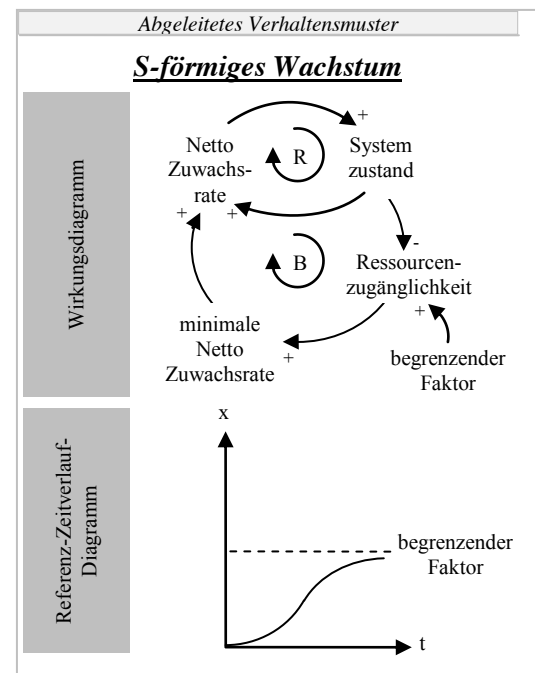 Abgeleitetes Verhaltensmuster
S-förmiges Wachstum
Wirkungsdiagramm
+
Netto
Zuwachs-
rate
R
System
zustand
+
+
-
B
Ressourcen-
zugänglichkeit
+
minimale
Netto
Zuwachsrate
+
begrenzender
Faktor
Referenz-Zeitverlauf-
Diagramm
x
begrenzender
Faktor
t